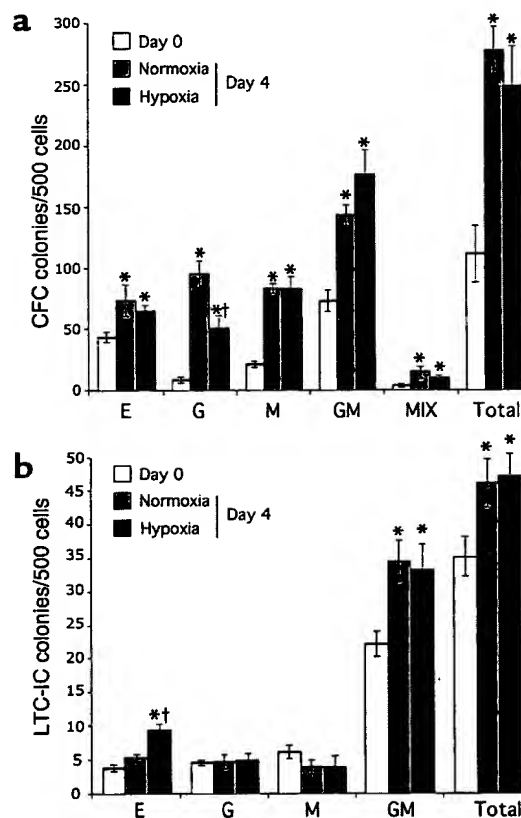 a
CFC colonies/500 cells
300
250
200
150
100
50
0
Day 0
Normoxia
Hypoxia
Day 4
* * * *† * * * * * * * *
E G M GM MIX Total
b
LTC-IC colonies/500 cells
50
45
40
35
30
25
20
15
10
5
0
Day 0
Normoxia
Hypoxia
Day 4
*† * * * *
E G M GM Total